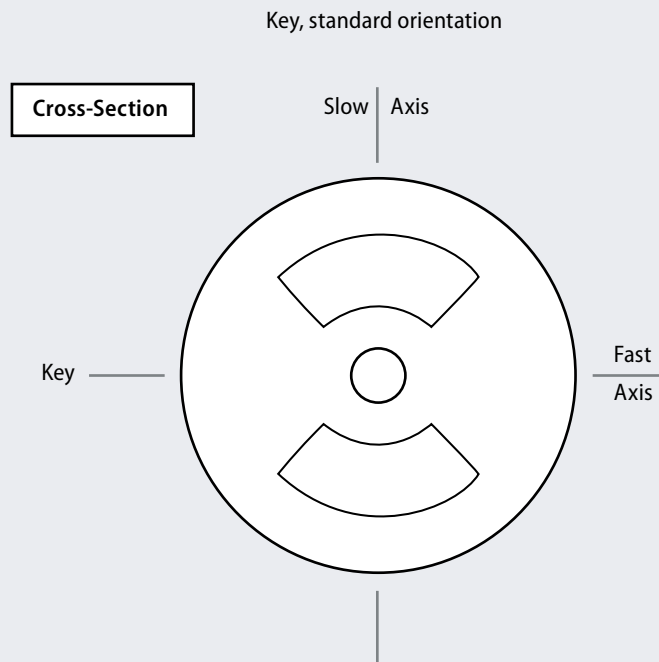 Key, standard orientation
Cross-Section
Slow Axis
Key
Fast
Axis